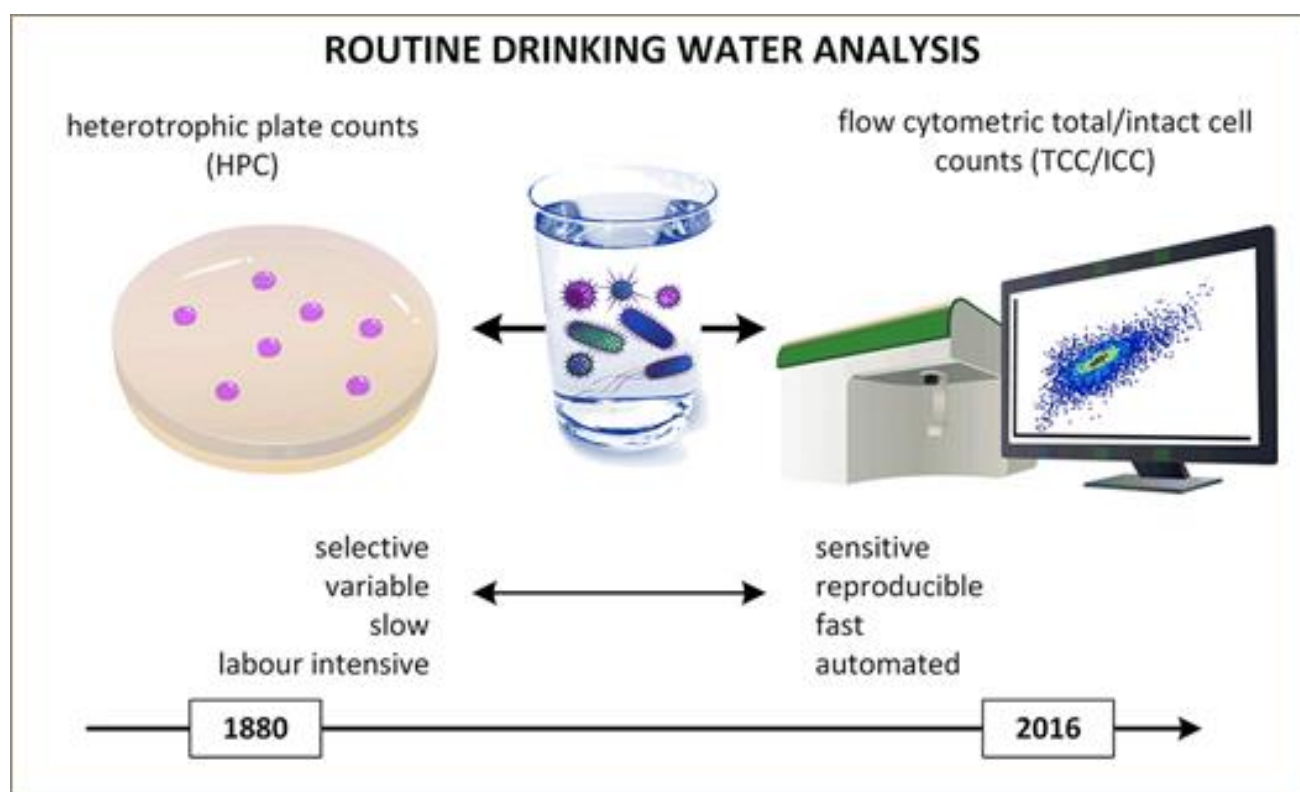 ROUTINE DRINKING WATER ANALYSIS
heterotrophic plate counts
(HPC)
flow cytometric total/intact cell
counts (TCC/ICC)
selective
variable
slow
labour intensive
sensitive
reproducible
fast
automated
1880
2016